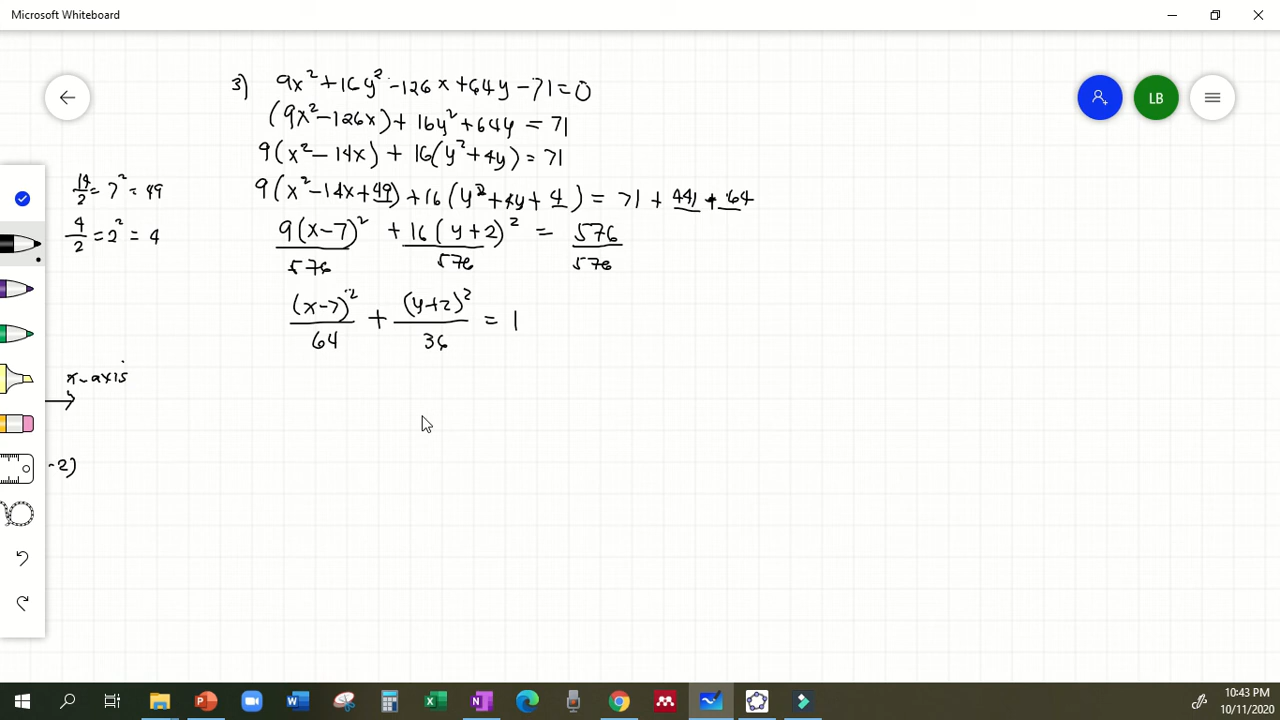 Microsoft Whiteboard
LB
3) 9x² + 16y² - 126x + 64y - 71 = 0
(9x² - 126x) + 16y² + 64y = 71
9(x² - 14x) + 16(y² + 4y) = 71
14/2 = 7² = 49
9(x² - 14x + 49) + 16(y² + 4y + 4) = 71 + 441 + 64
4/2 = 2² = 4
9(x-7)²/576 + 16(y+2)²/576 = 576/576
(x-7)²/64 + (y+2)²/36 = 1
x-axis
-2)
10:43 PM
10/11/2020